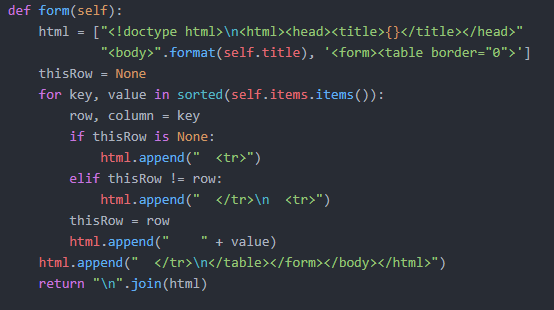 def form(self):
    html = ["<!doctype html>\n<html><head><title>{}</title></head>"
            "<body>".format(self.title), '<form><table border="0">']
    thisRow = None
    for key, value in sorted(self.items.items()):
        row, column = key
        if thisRow is None:
            html.append("  <tr>")
        elif thisRow != row:
            html.append("  </tr>\n  <tr>")
        thisRow = row
        html.append("    " + value)
    html.append("  </tr>\n</table></form></body></html>")
    return "\n".join(html)